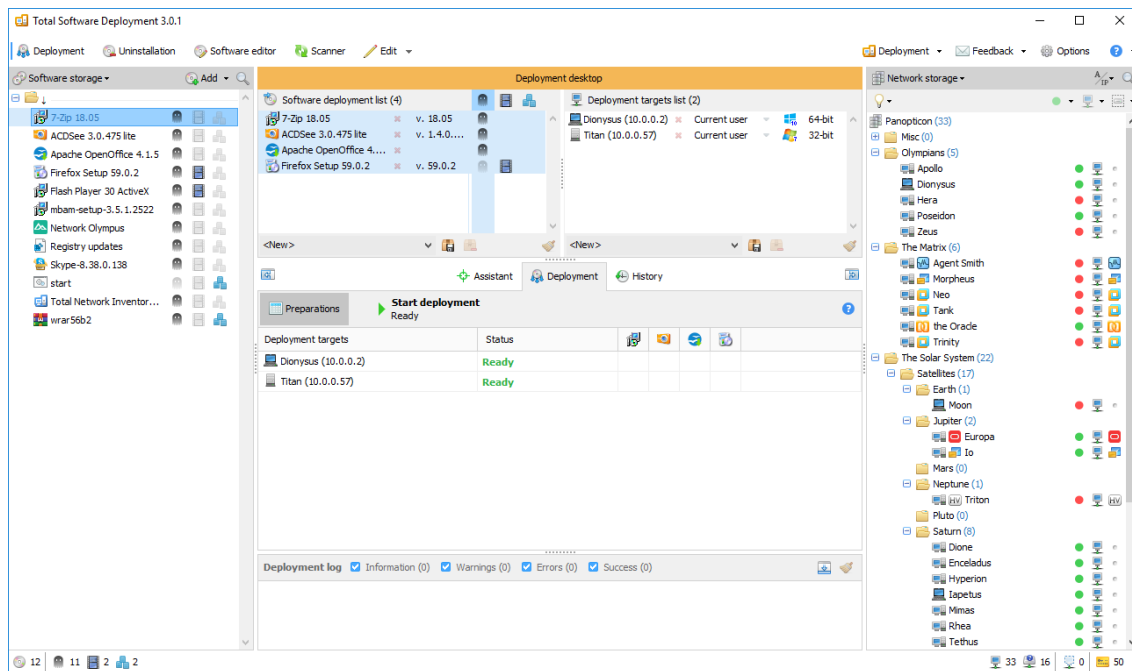 Total Software Deployment 3.0.1
Deployment Uninstallation Software editor Scanner Edit Deployment Feedback Options ?
Software storage Add
7-Zip 18.05
ACDSee 3.0.475 lite
Apache OpenOffice 4.1.5
Firefox Setup 59.0.2
Flash Player 30 ActiveX
mbam-setup-3.5.1.2522
Network Olympus
Registry updates
Skype-8.38.0.138
start
Total Network Inventor...
wrar56b2
12 11 2 2
Deployment desktop
Software deployment list (4)
7-Zip 18.05 v. 18.05
ACDSee 3.0.475 lite v. 1.4.0....
Apache OpenOffice 4....
Firefox Setup 59.0.2 v. 59.0.2
<New>
Deployment targets list (2)
Dionysus (10.0.0.2) Current user 64-bit
Titan (10.0.0.57) Current user 32-bit
<New>
Assistant Deployment History
Preparations
Start deployment
Ready
?
Deployment targets Status
Dionysus (10.0.0.2) Ready
Titan (10.0.0.57) Ready
Deployment log Information (0) Warnings (0) Errors (0) Success (0)
Network storage A/IP
Panopticon (33)
Misc (0)
Olympians (5)
Apollo
Dionysus
Hera
Poseidon
Zeus
The Matrix (6)
Agent Smith
Morpheus
Neo
Tank
the Oracle
Trinity
The Solar System (22)
Satellites (17)
Earth (1)
Moon
Jupiter (2)
Europa
Io
Mars (0)
Neptune (1)
HV Triton HV
Pluto (0)
Saturn (8)
Dione
Enceladus
Hyperion
Iapetus
Mimas
Rhea
Tethus
33 16 0 50